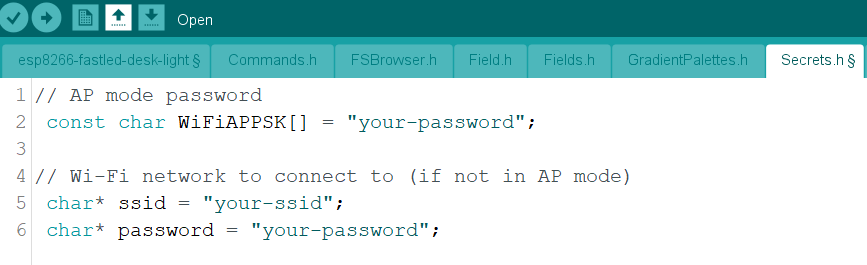 Open
esp8266-fastled-desk-light § Commands.h FSBrowser.h Field.h Fields.h GradientPalettes.h Secrets.h §
1 // AP mode password
2 const char WiFiAPPSK[] = "your-password";
3
4 // Wi-Fi network to connect to (if not in AP mode)
5 char* ssid = "your-ssid";
6 char* password = "your-password";